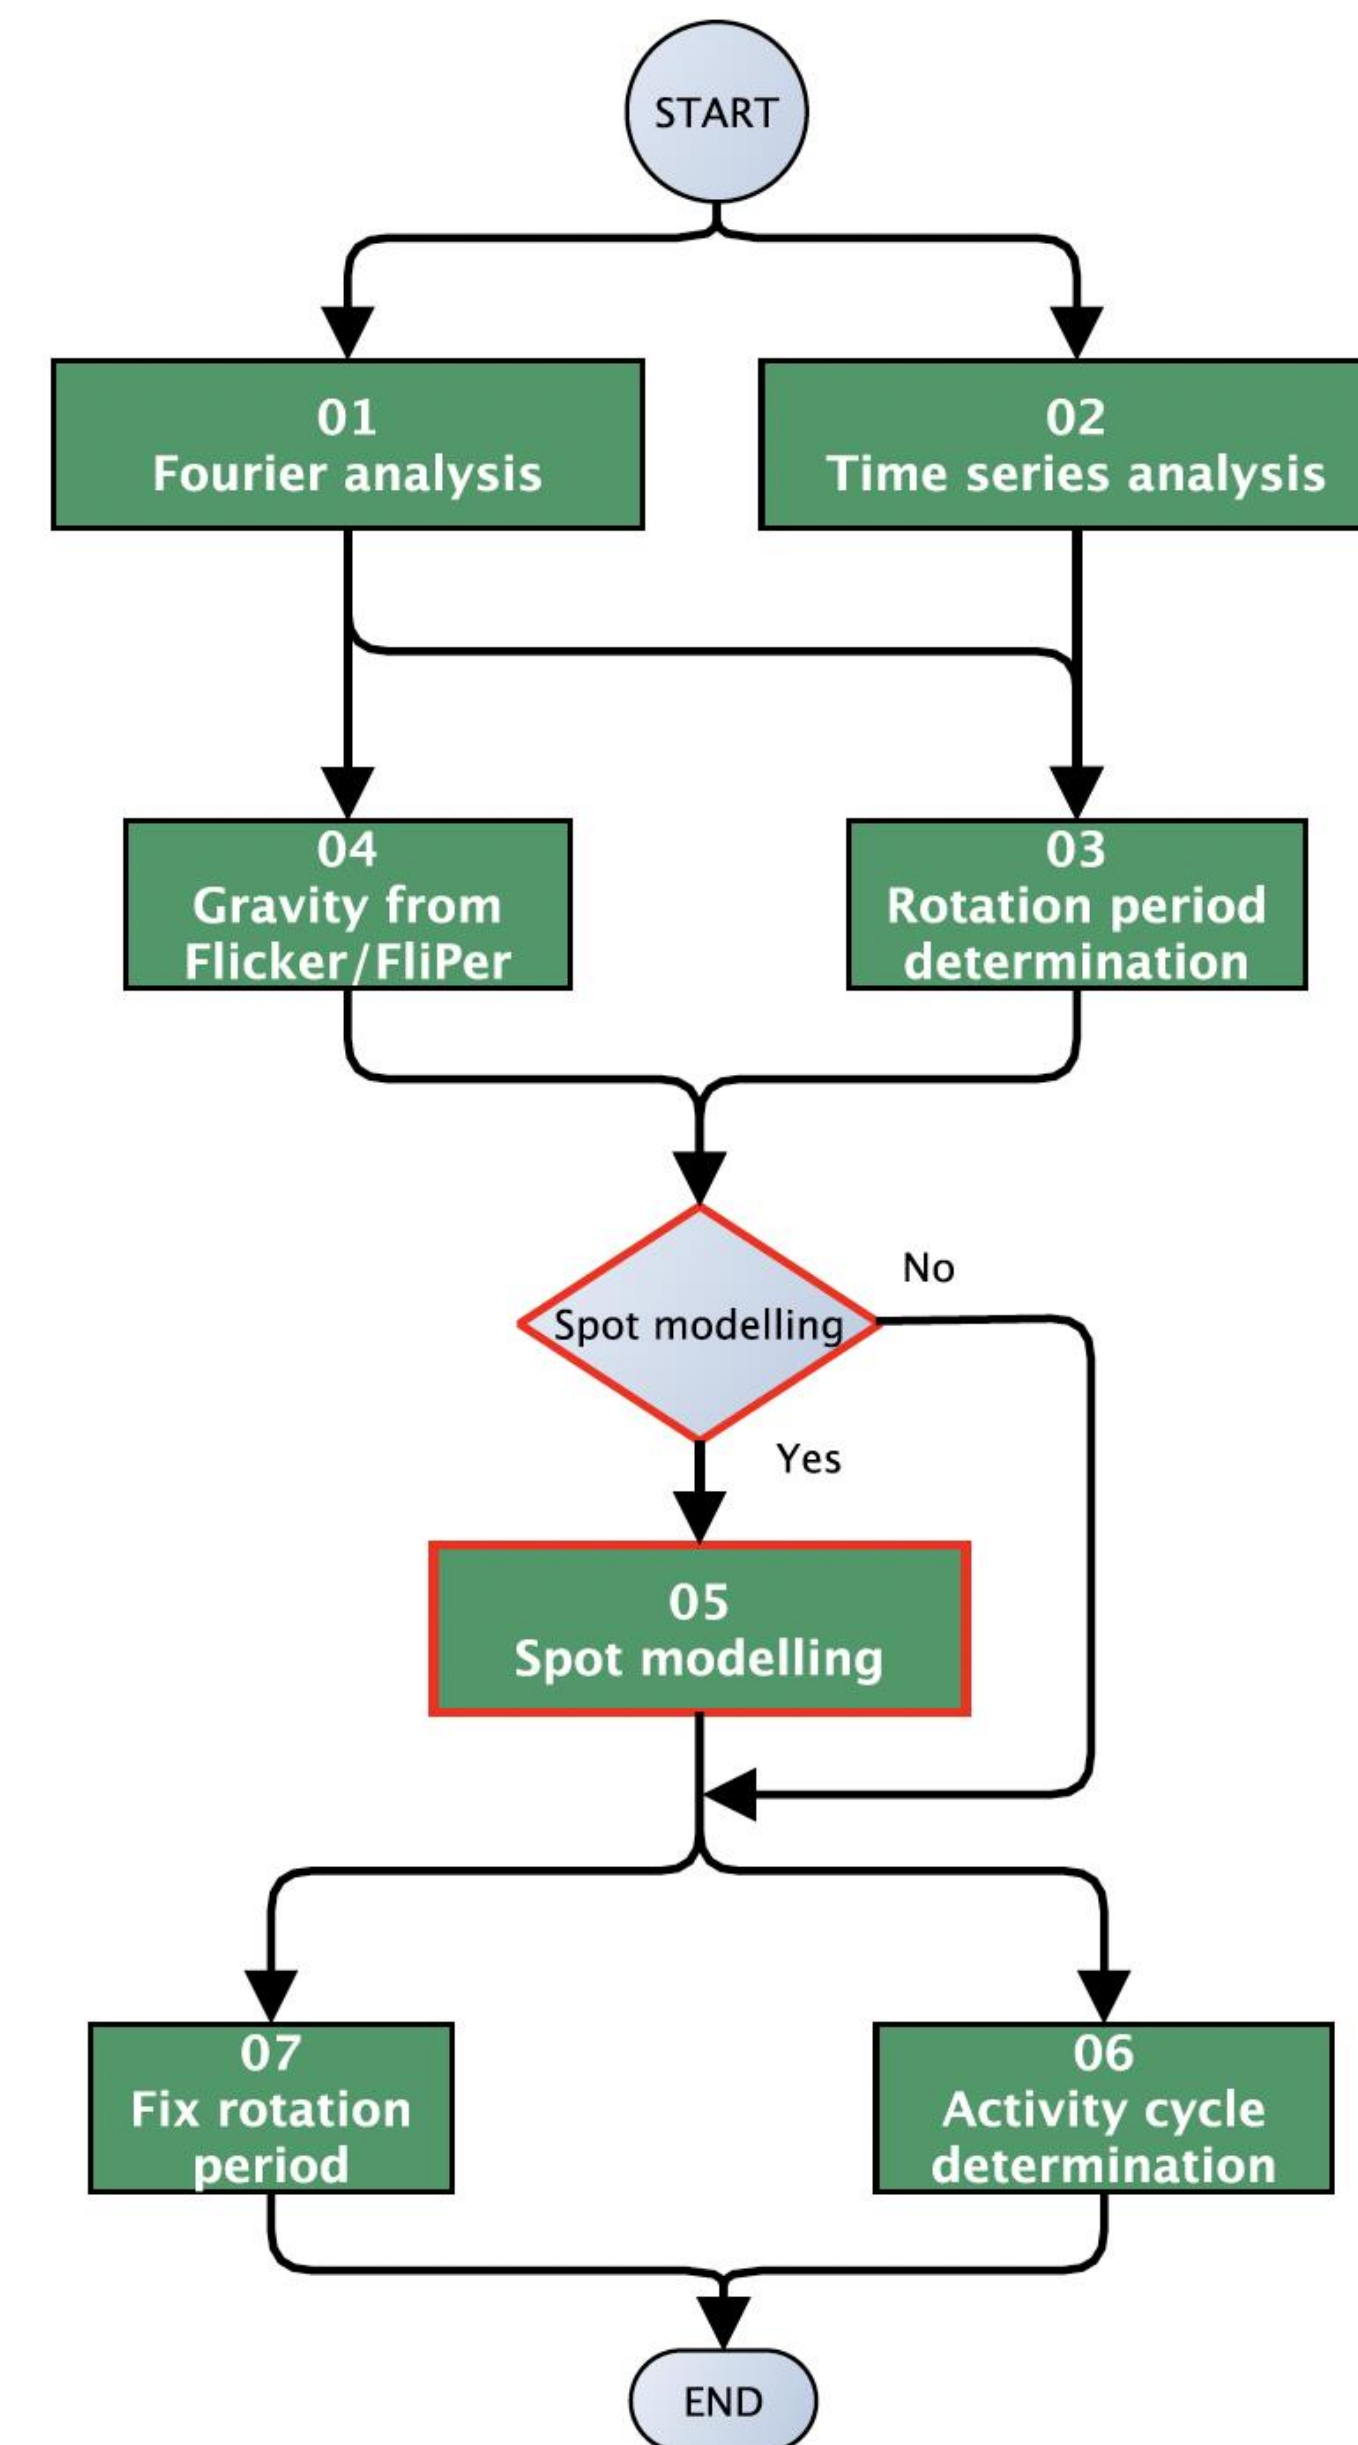 START
01
Fourier analysis
02
Time series analysis
04
Gravity from
Flicker/FliPer
03
Rotation period
determination
Spot modelling
No
Yes
05
Spot modelling
07
Fix rotation
period
06
Activity cycle
determination
END